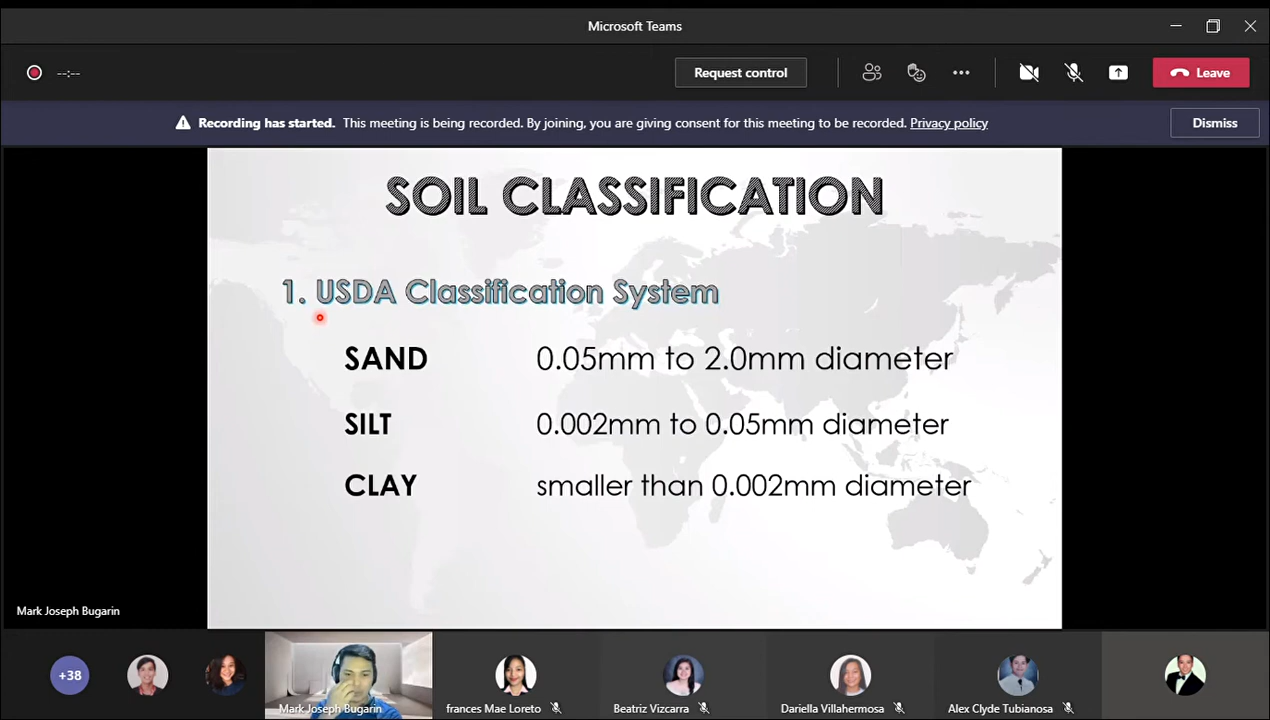 Microsoft Teams
--:--
Request control
Leave
Recording has started. This meeting is being recorded. By joining, you are giving consent for this meeting to be recorded. Privacy policy
Dismiss
SOIL CLASSIFICATION
1. USDA Classification System
SAND 0.05mm to 2.0mm diameter
SILT 0.002mm to 0.05mm diameter
CLAY smaller than 0.002mm diameter
Mark Joseph Bugarin
+38
Mark Joseph Bugarin
frances Mae Loreto
Beatriz Vizcarra
Dariella Villahermosa
Alex Clyde Tubianosa